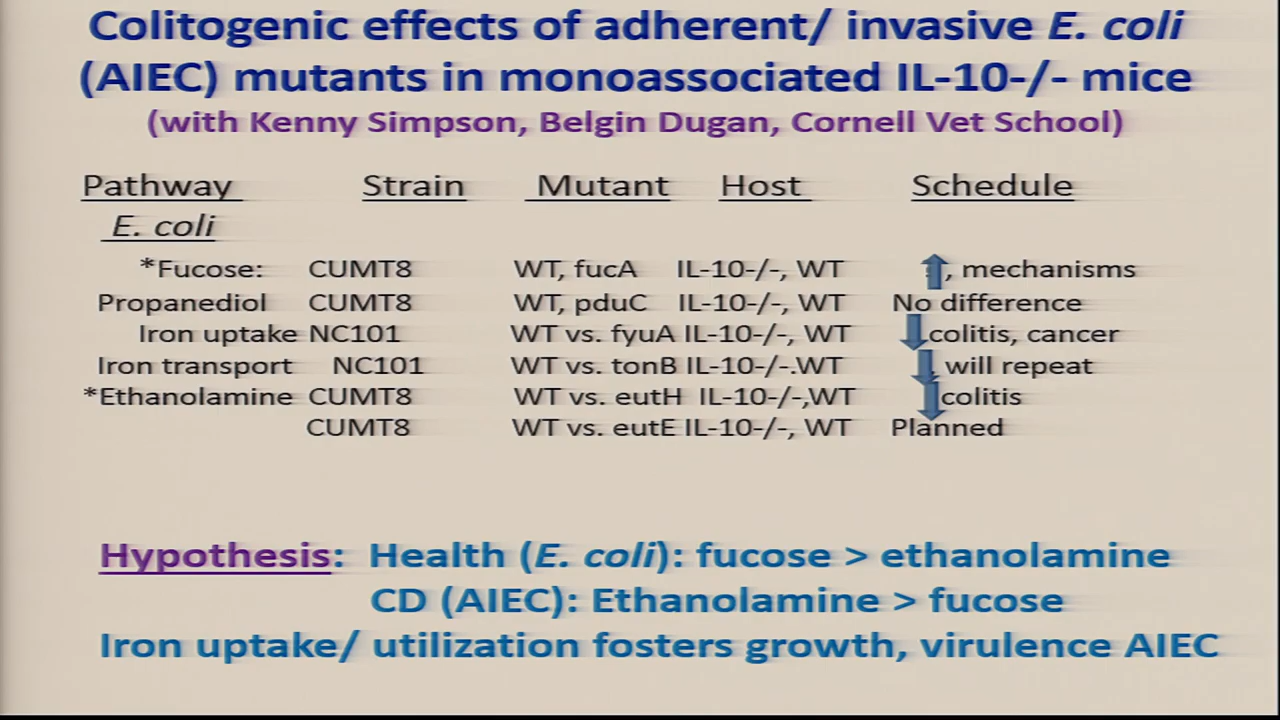 Colitogenic effects of adherent/ invasive E. coli
(AIEC) mutants in monoassociated IL-10-/- mice
(with Kenny Simpson, Belgin Dugan, Cornell Vet School)
Pathway Strain Mutant Host Schedule
E. coli
*Fucose: CUMT8 WT, fucA IL-10-/-, WT , mechanisms
Propanediol CUMT8 WT, pduC IL-10-/-, WT No difference
Iron uptake NC101 WT vs. fyuA IL-10-/-, WT colitis, cancer
Iron transport NC101 WT vs. tonB IL-10-/-.WT will repeat
*Ethanolamine CUMT8 WT vs. eutH IL-10-/-,WT colitis
CUMT8 WT vs. eutE IL-10-/-, WT Planned
Hypothesis: Health (E. coli): fucose > ethanolamine
CD (AIEC): Ethanolamine > fucose
Iron uptake/ utilization fosters growth, virulence AIEC